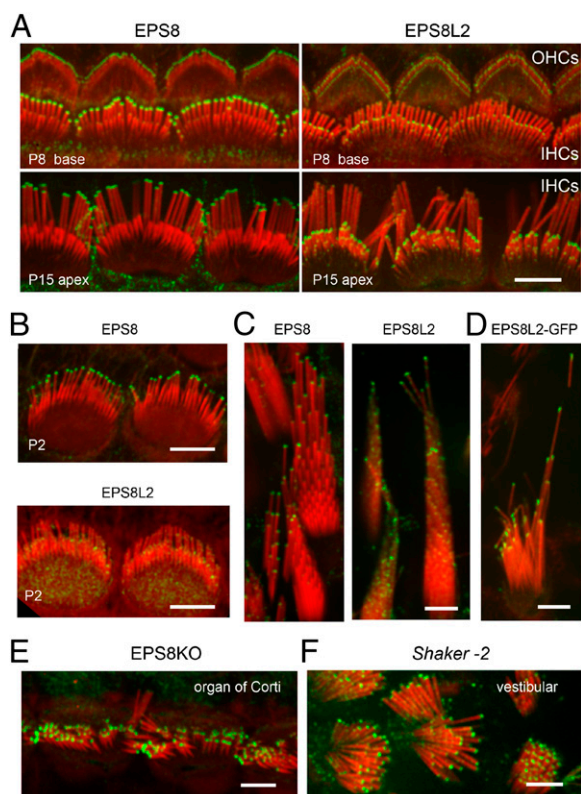 A
EPS8 EPS8L2
OHCs
P8 base P8 base IHCs
IHCs
P15 apex P15 apex
B C D
EPS8 EPS8 EPS8L2 EPS8L2-GFP
P2
EPS8L2
P2
E EPS8KO F Shaker -2
organ of Corti vestibular